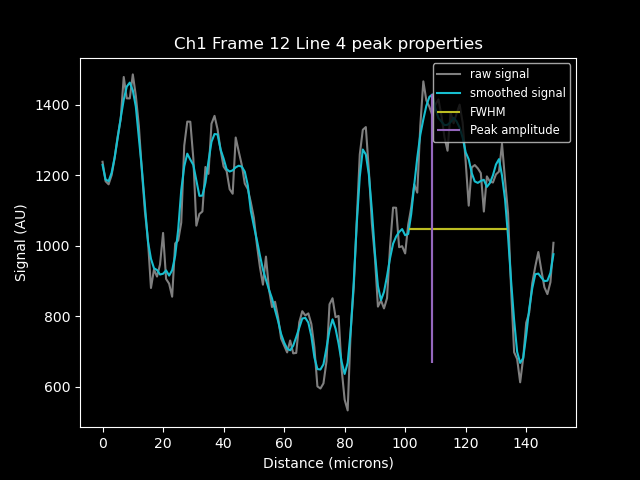 Ch1 Frame 12 Line 4 peak properties
raw signal
smoothed signal
FWHM
Peak amplitude
Signal (AU)
1400
1200
1000
800
600
0 20 40 60 80 100 120 140
Distance (microns)